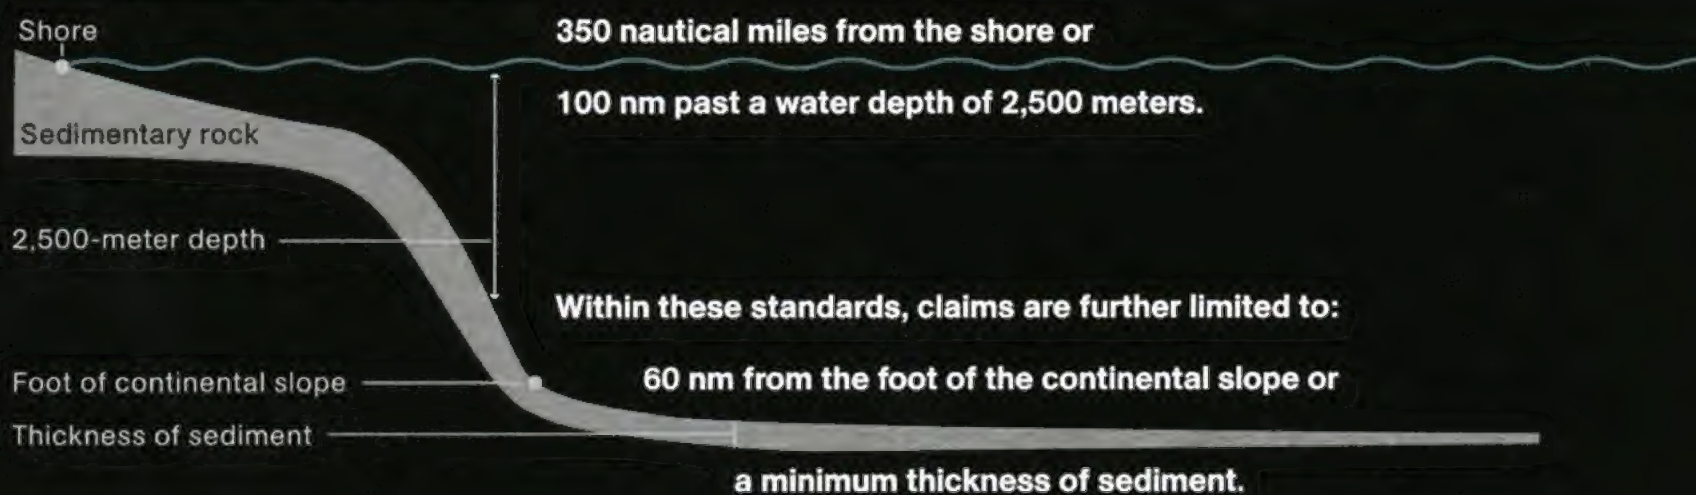 Shore
350 nautical miles from the shore or
100 nm past a water depth of 2,500 meters.
Sedimentary rock
2,500-meter depth
Within these standards, claims are further limited to:
Foot of continental slope
60 nm from the foot of the continental slope or
Thickness of sediment
a minimum thickness of sediment.